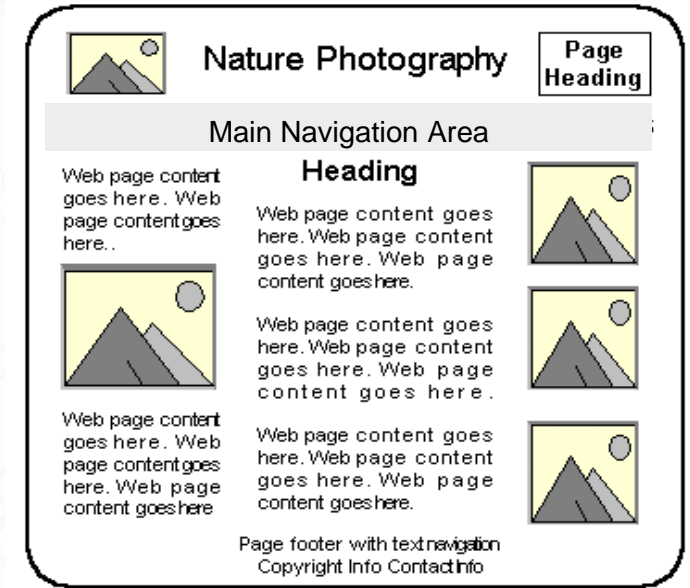 Nature Photography
Page
Heading
Main Navigation Area
Web page content
goes here. Web
page content goes
here..
Web page content
goes here. Web
page content goes
here. Web page
content goes here
Heading
Web page content goes
here. Web page content
goes here. Web page
content goes here.
Web page content goes
here. Web page content
goes here. Web page
content goes here.
Web page content goes
here. Web page content
goes here. Web page
content goes here.
Page footer with text navigation
Copyright Info Contact Info